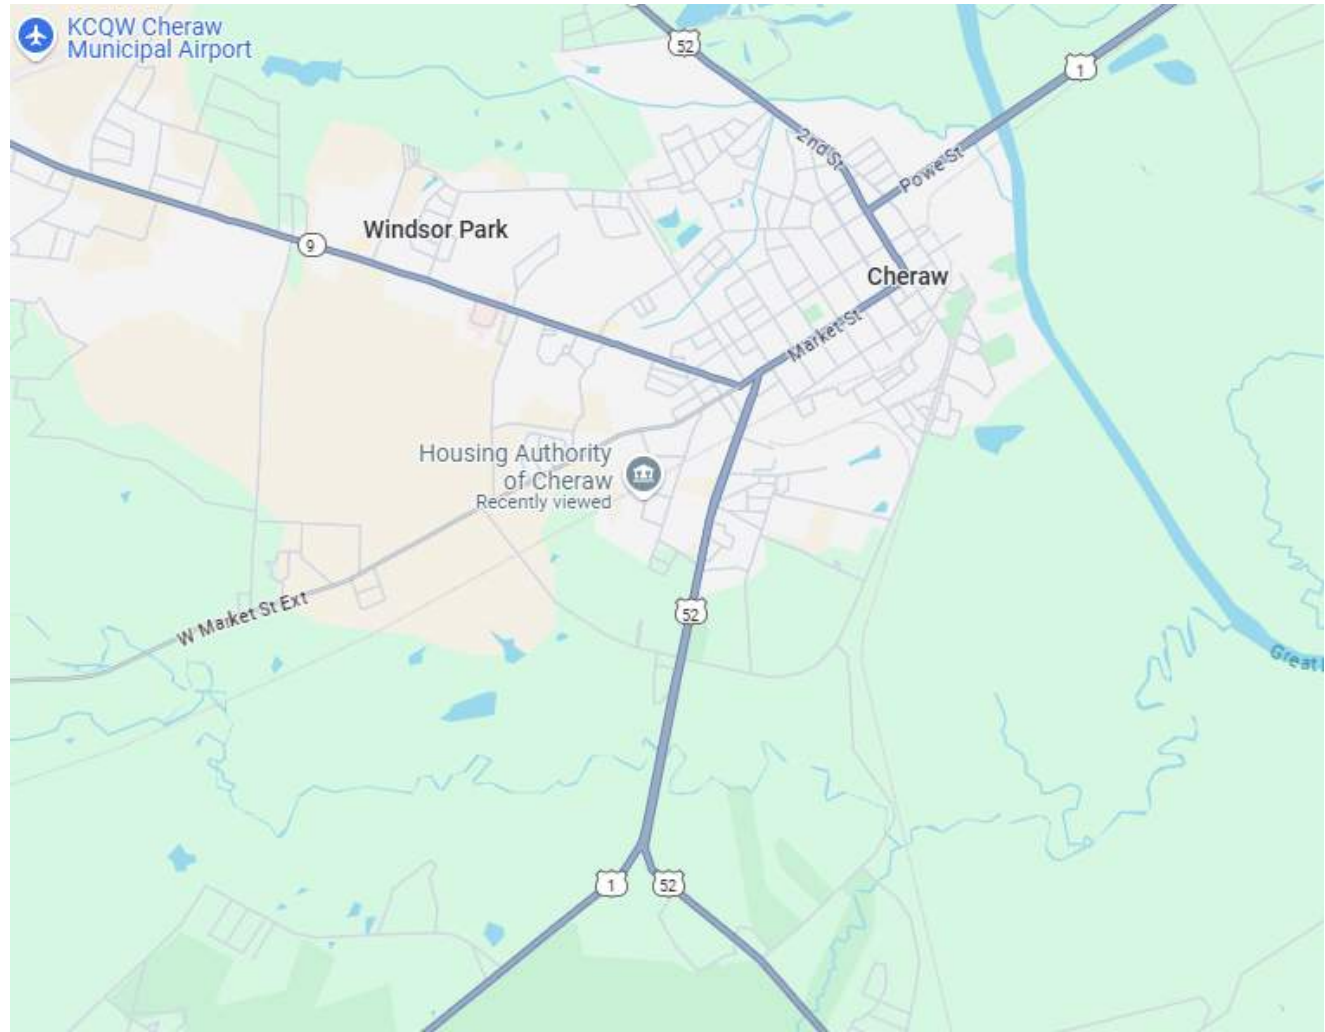 KCQW Cheraw
Municipal Airport
52
1
2nd St
Powe St
Windsor Park
9
Cheraw
Market St
Housing Authority
of Cheraw
Recently viewed
W Market St Ext
52
Great
1
52